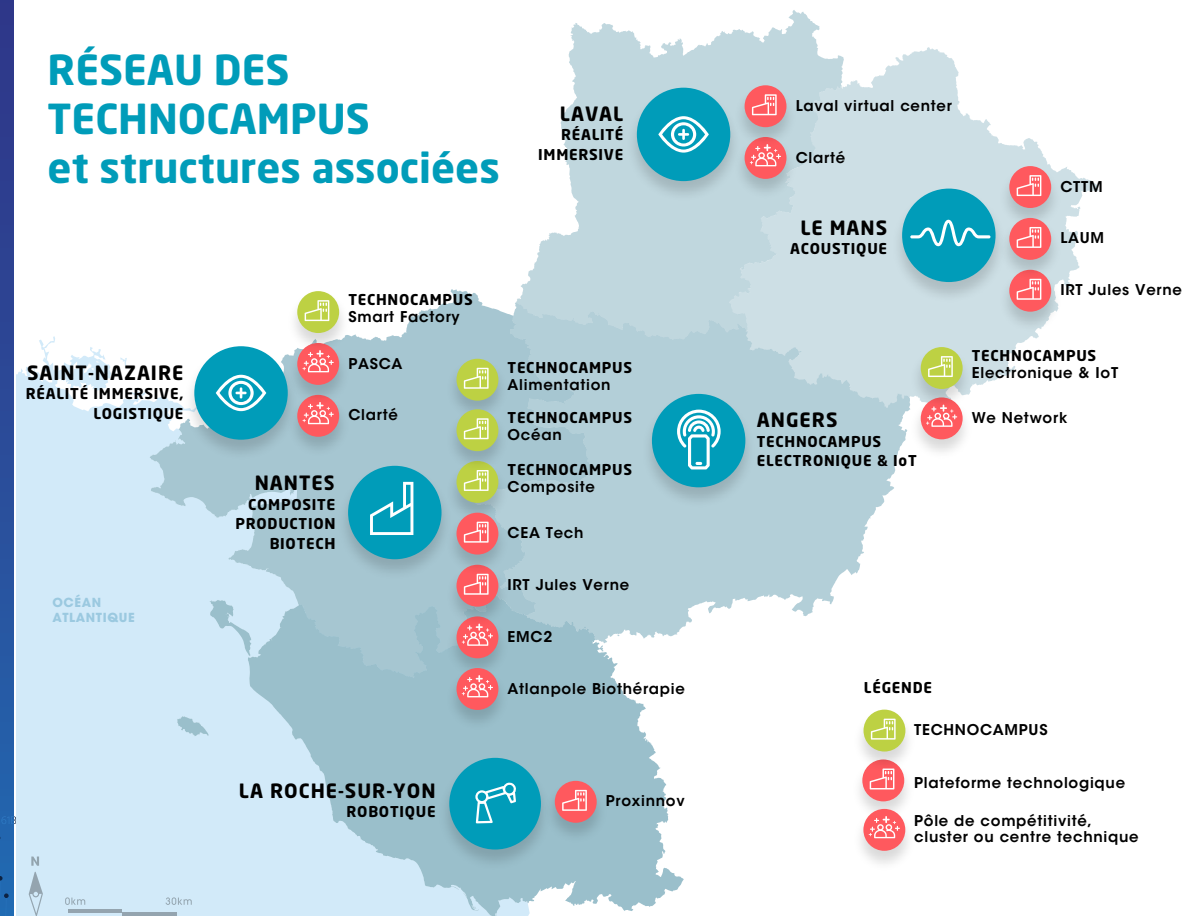 RÉSEAU DES
TECHNOCAMPUS
et structures associées
LAVAL
RÉALITÉ
IMMERSIVE
Laval virtual center
Clarté
LE MANS
ACOUSTIQUE
CTTM
LAUM
IRT Jules Verne
TECHNOCAMPUS
Smart Factory
PASCA
Clarté
SAINT-NAZAIRE
RÉALITÉ IMMERSIVE,
LOGISTIQUE
TECHNOCAMPUS
Alimentation
TECHNOCAMPUS
Océan
TECHNOCAMPUS
Composite
CEA Tech
IRT Jules Verne
EMC2
Atlanpole Biothérapie
NANTES
COMPOSITE
PRODUCTION
BIOTECH
ANGERS
TECHNOCAMPUS
ELECTRONIQUE & IoT
TECHNOCAMPUS
Electronique & IoT
We Network
OCÉAN
ATLANTIQUE
LA ROCHE-SUR-YON
ROBOTIQUE
Proxinnov
LÉGENDE
TECHNOCAMPUS
Plateforme technologique
Pôle de compétitivité,
cluster ou centre technique
N
0km 30km